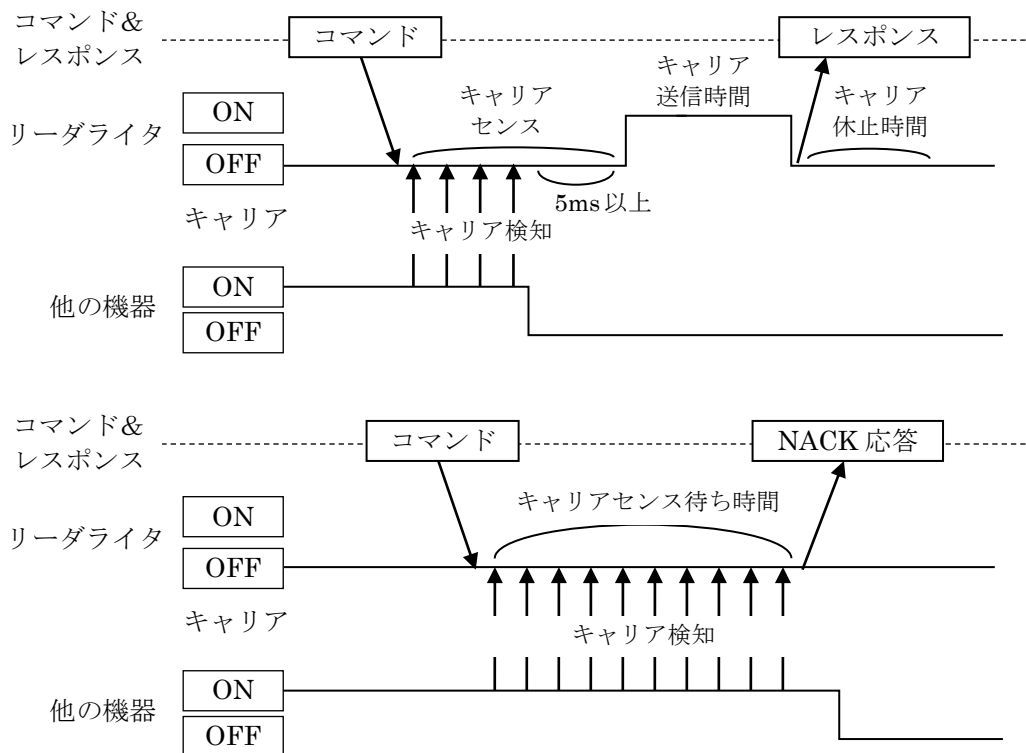 コマンド&
レスポンス
コマンド
レスポンス
リーダライタ
ON
OFF
キャリア
センス
キャリア
送信時間
キャリア
休止時間
5ms以上
キャリア
キャリア検知
他の機器
ON
OFF
コマンド&
レスポンス
コマンド
NACK 応答
リーダライタ
ON
OFF
キャリアセンス待ち時間
キャリア
キャリア検知
他の機器
ON
OFF